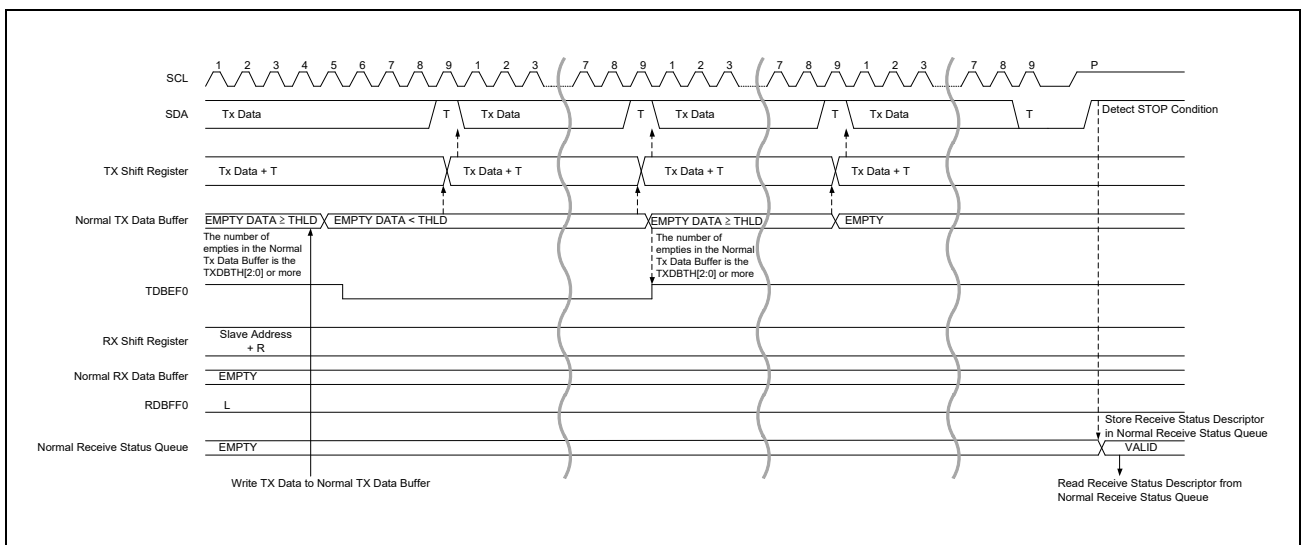 1 2 3 4 5 6 7 8 9 1 2 3 7 8 9 1 2 3 7 8 9 1 2 3 7 8 9 P
SCL
SDA Tx Data T Tx Data T Tx Data T Tx Data T Detect STOP Condition
TX Shift Register Tx Data + T Tx Data + T Tx Data + T Tx Data + T
Normal TX Data Buffer EMPTY DATA ≥ THLD EMPTY DATA < THLD EMPTY DATA ≥ THLD EMPTY
The number of
empties in the Normal
Tx Data Buffer is the
TXDBTH[2:0] or more
The number of
empties in the Normal
Tx Data Buffer is the
TXDBTH[2:0] or more
TDBEF0
RX Shift Register Slave Address
+ R
Normal RX Data Buffer EMPTY
RDBFF0 L
Store Receive Status Descriptor
in Normal Receive Status Queue
Normal Receive Status Queue EMPTY VALID
Write TX Data to Normal TX Data Buffer
Read Receive Status Descriptor from
Normal Receive Status Queue